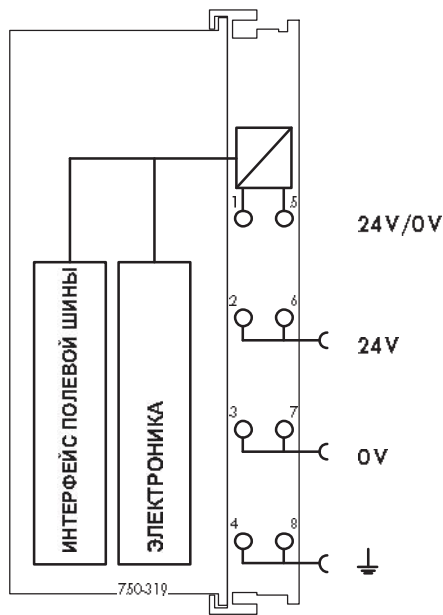 1 5
24V/0V
2 6
24V
3 7
0V
4 8
ИНТЕРФЕЙС ПОЛЕВОЙ ШИНЫ
ЭЛЕКТРОНИКА
750-319